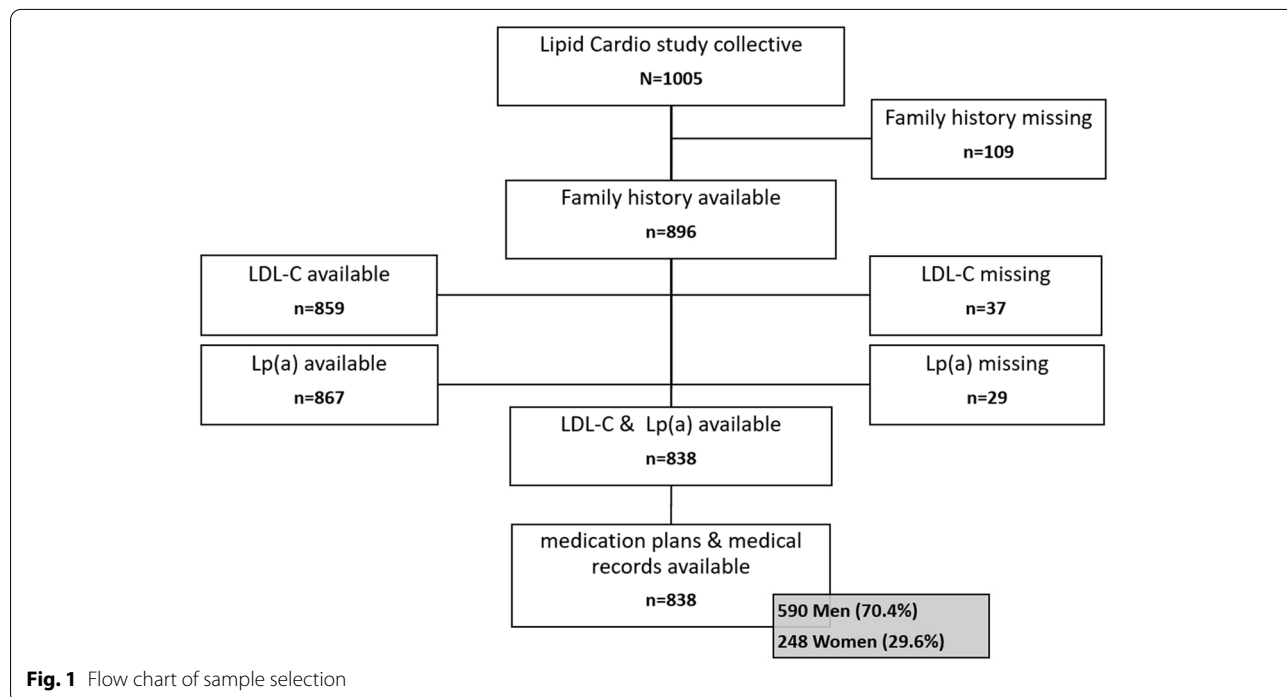 Lipid Cardio study collective
N=1005
Family history missing
n=109
Family history available
n=896
LDL-C available
n=859
LDL-C missing
n=37
Lp(a) available
n=867
Lp(a) missing
n=29
LDL-C & Lp(a) available
n=838
medication plans & medical
records available
n=838
590 Men (70.4%)
248 Women (29.6%)
Fig. 1 Flow chart of sample selection